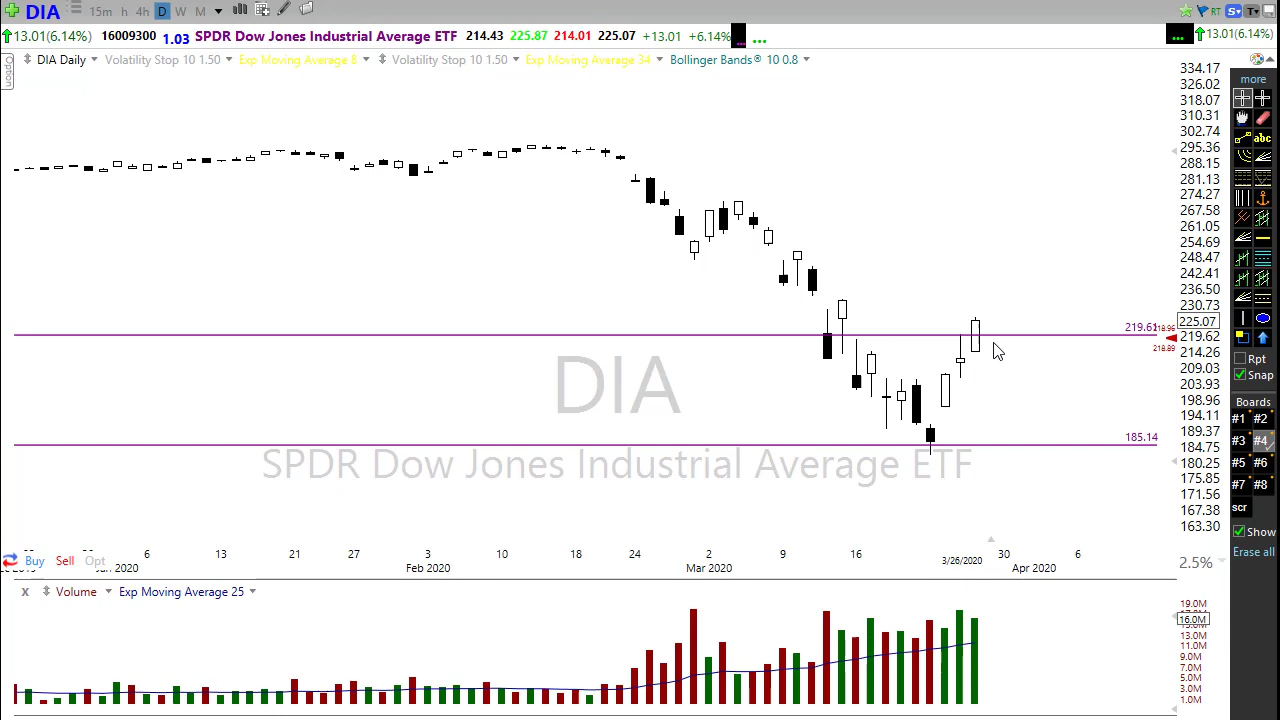 DIA 15m h 4h D W M RT S T
13.01(6.14%) 16009300 1.03 SPDR Dow Jones Industrial Average ETF 214.43 225.87 214.01 225.07 +13.01 +6.14% ... ... 13.01(6.14%)
Option
DIA Daily Volatility Stop 10 1.50 Exp Moving Average 8 Volatility Stop 10 1.50 Exp Moving Average 34 Bollinger Bands® 10 0.8
334.17
326.02
318.07
310.31
302.74
295.36
288.15
281.13
274.27
267.58
261.05
254.69
248.47
242.41
236.50
230.73
225.07
219.62
214.26
209.03
203.93
198.96
194.11
189.37
184.75
180.25
175.85
171.56
167.38
163.30
219.61
218.96
218.89
185.14
DIA
SPDR Dow Jones Industrial Average ETF
more
abc
Rpt
Snap
Boards
#1 #2
#3 #4
#5 #6
#7 #8
scr
Show
Erase all
6 13 21 27 3 10 18 24 2 9 16 3/26/2020 30 6
Jan 2020 Feb 2020 Mar 2020 Apr 2020
Buy Sell Opt
2.5%
x Volume Exp Moving Average 25
19.0M
16.0M
13.0M
11.0M
9.0M
7.0M
5.0M
3.0M
1.0M